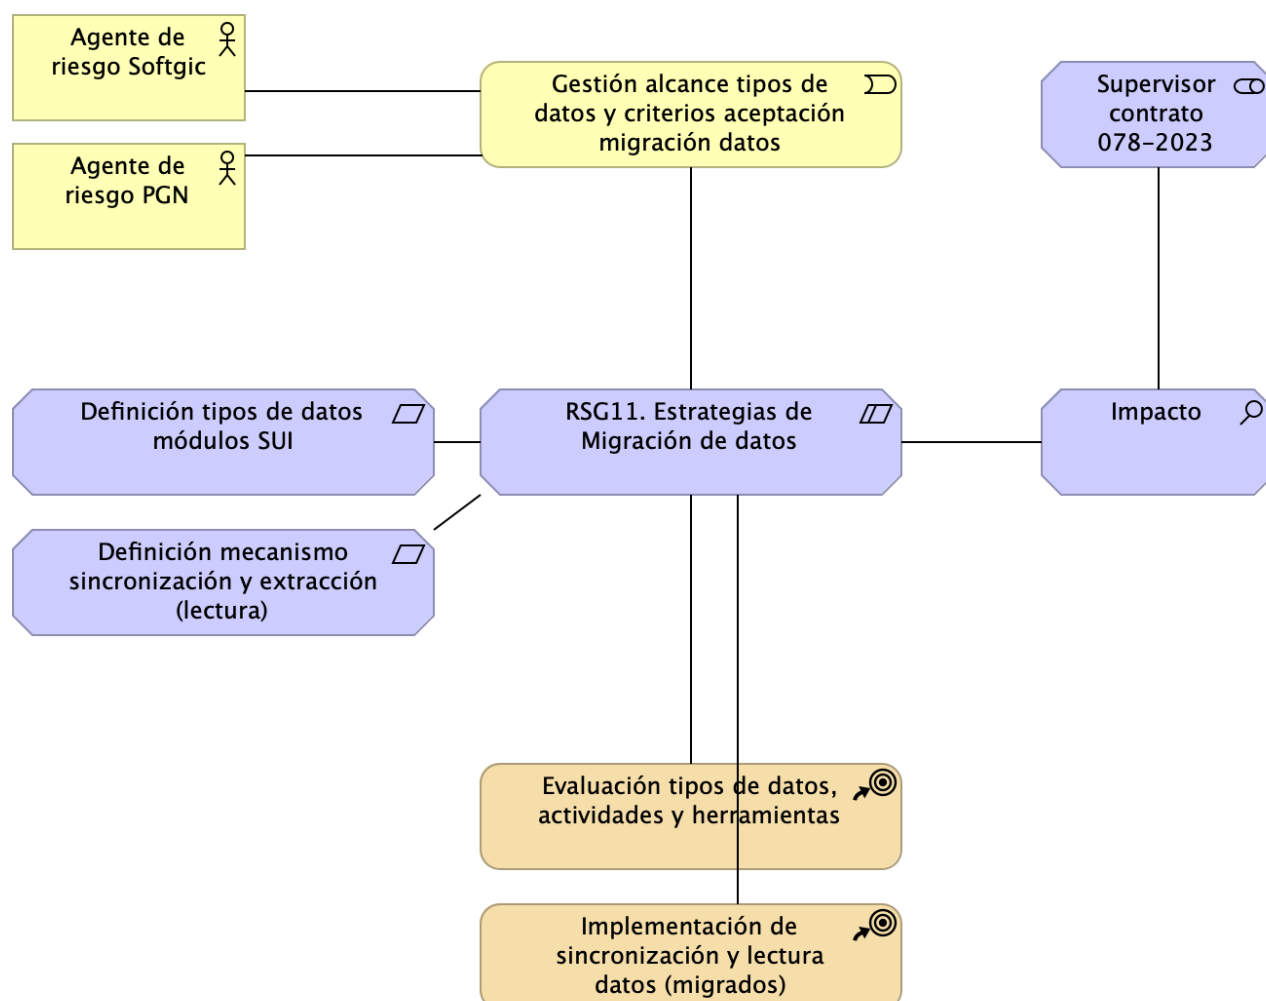 Agente de
riesgo Softgic
Gestión alcance tipos de
datos y criterios aceptación
migración datos
Supervisor
contrato
078-2023
Agente de
riesgo PGN
Definición tipos de datos
módulos SUI
RSG11. Estrategias de
Migración de datos
Impacto
Definición mecanismo
sincronización y extracción
(lectura)
Evaluación tipos de datos,
actividades y herramientas
Implementación de
sincronización y lectura
datos (migrados)